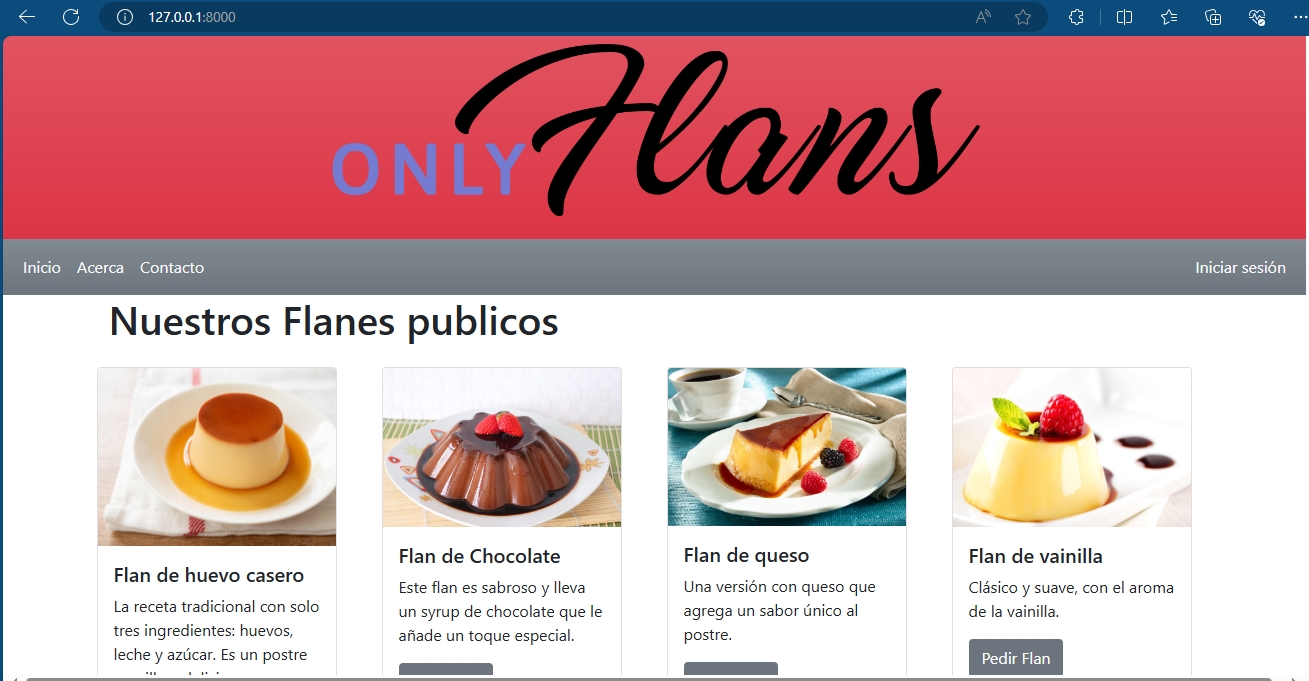 127.0.0.1:8000
ONLY Flans
Inicio Acerca Contacto Iniciar sesión
Nuestros Flanes publicos
Flan de huevo casero
La receta tradicional con solo
tres ingredientes: huevos,
leche y azúcar. Es un postre
Flan de Chocolate
Este flan es sabroso y lleva
un syrup de chocolate que le
añade un toque especial.
Flan de queso
Una versión con queso que
agrega un sabor único al
postre.
Flan de vainilla
Clásico y suave, con el aroma
de la vainilla.
Pedir Flan